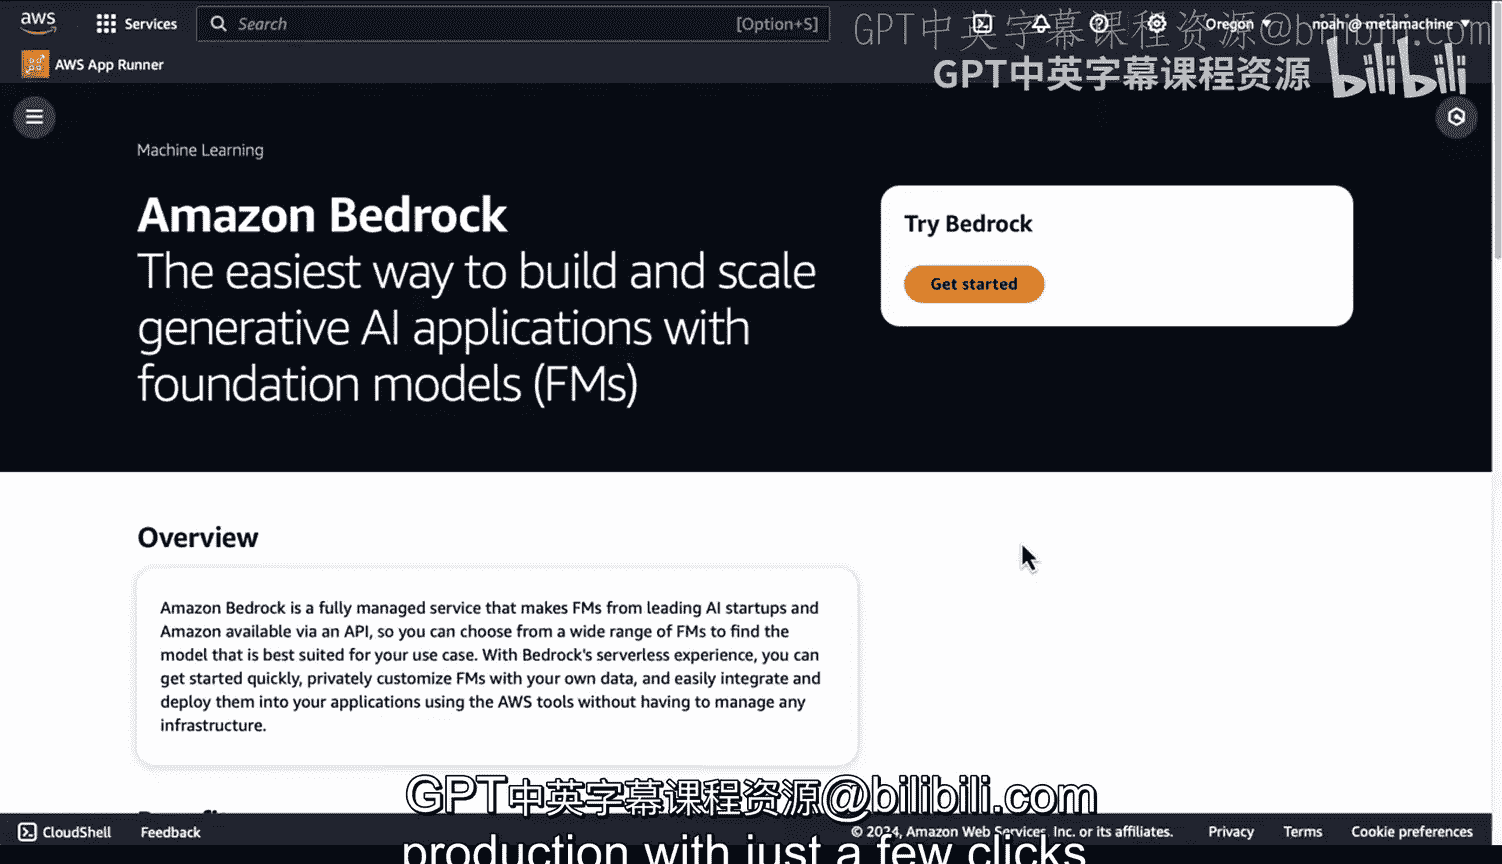 aws
Services
Search
[Option+S]
Oregon
noah @ metamachine
GPT中英字幕课程资源@bilibili.com
GPT中英字幕课程资源
bilibili
AWS App Runner
Machine Learning
Amazon Bedrock
The easiest way to build and scale
generative AI applications with
foundation models (FMs)
Try Bedrock
Get started
Overview
Amazon Bedrock is a fully managed service that makes FMs from leading AI startups and
Amazon available via an API, so you can choose from a wide range of FMs to find the
model that is best suited for your use case. With Bedrock's serverless experience, you can
get started quickly, privately customize FMs with your own data, and easily integrate and
deploy them into your applications using the AWS tools without having to manage any
infrastructure.
GPT中英字幕课程资源@bilibili.com
CloudShell
Feedback
© 2024, Amazon Web Services, Inc. or its affiliates.
Privacy
Terms
Cookie preferences
production with just a few clicks